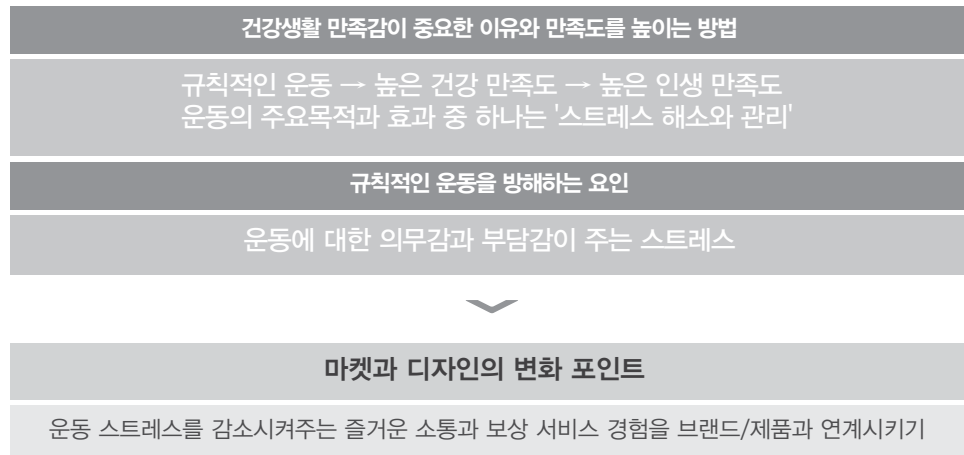 건강생활 만족감이 중요한 이유와 만족도를 높이는 방법
규칙적인 운동 → 높은 건강 만족도 → 높은 인생 만족도
운동의 주요목적과 효과 중 하나는 '스트레스 해소와 관리'
규칙적인 운동을 방해하는 요인
운동에 대한 의무감과 부담감이 주는 스트레스
마켓과 디자인의 변화 포인트
운동 스트레스를 감소시켜주는 즐거운 소통과 보상 서비스 경험을 브랜드/제품과 연계시키기